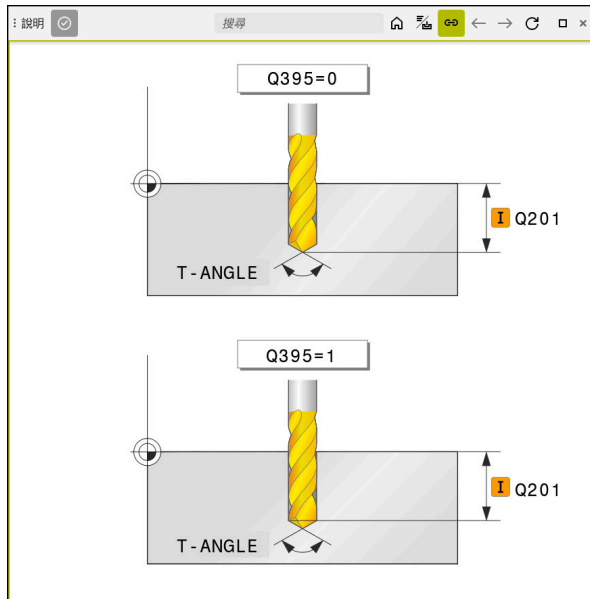 說明
搜尋
Q395=0
I Q201
T-ANGLE
Q395=1
I Q201
T-ANGLE